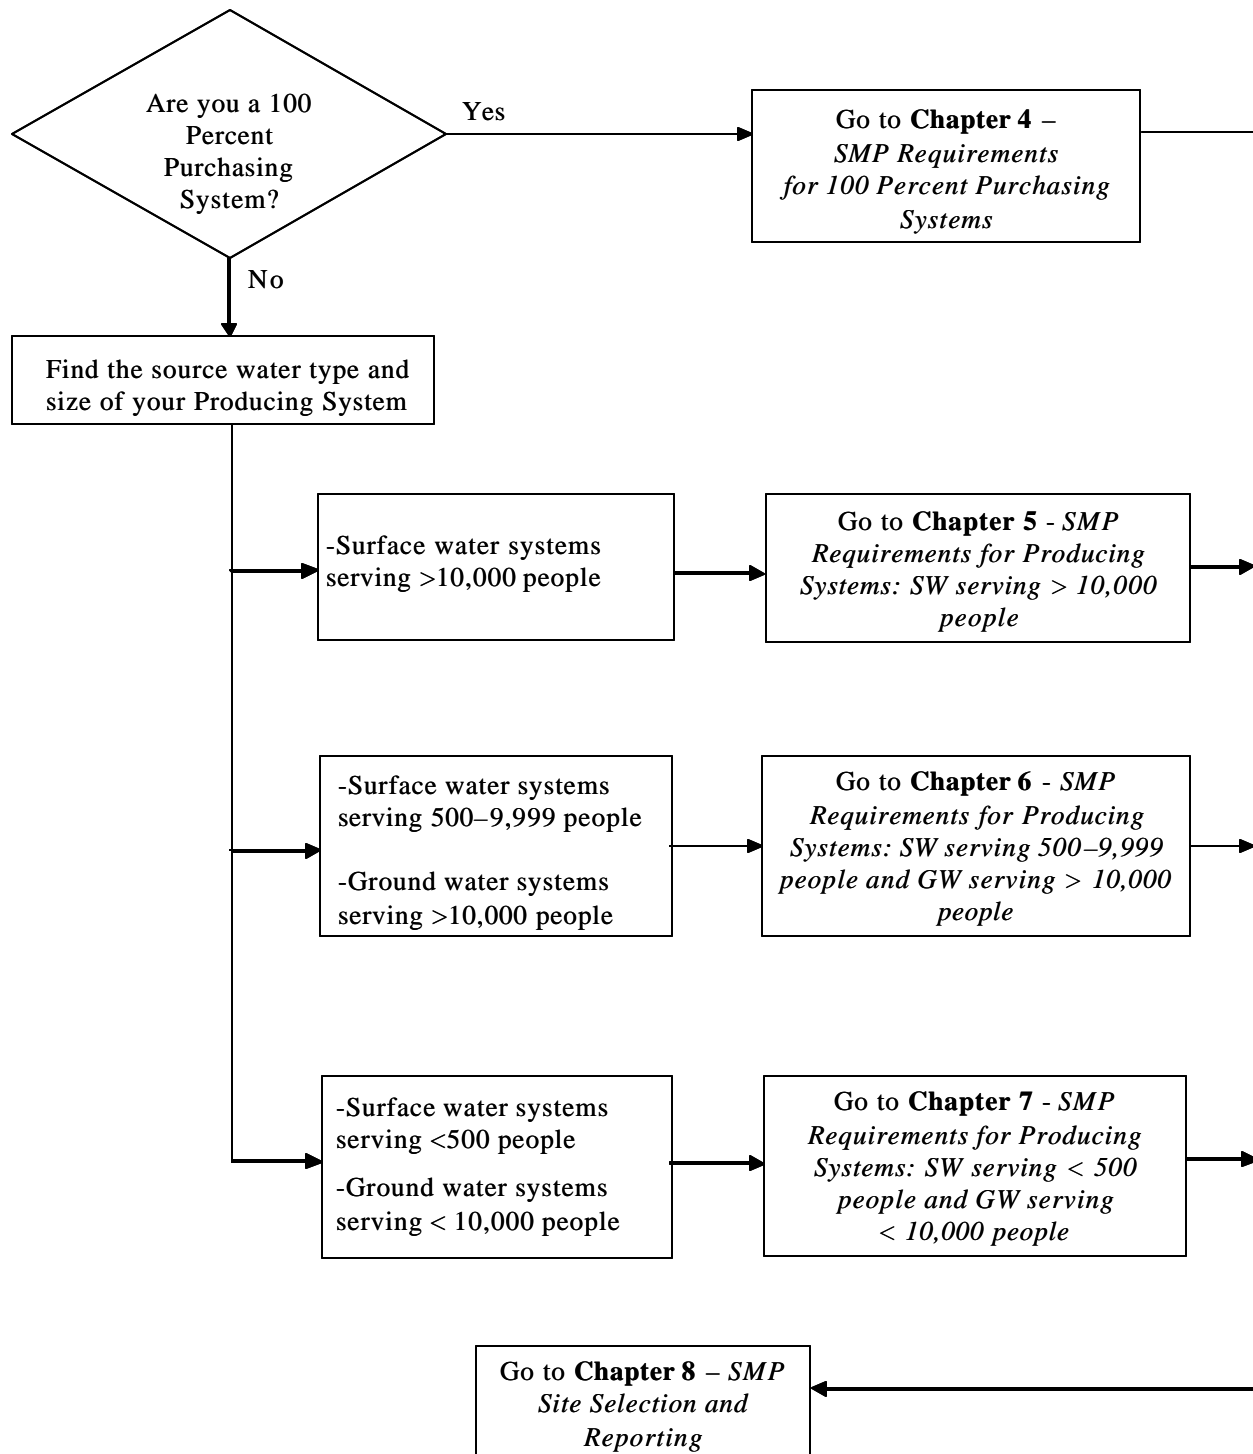 Are you a 100
Percent
Purchasing
System?
Yes
Go to Chapter 4 –
SMP Requirements
for 100 Percent Purchasing
Systems
No
Find the source water type and
size of your Producing System
-Surface water systems
serving >10,000 people
Go to Chapter 5 - SMP
Requirements for Producing
Systems: SW serving > 10,000
people
-Surface water systems
serving 500–9,999 people
-Ground water systems
serving >10,000 people
Go to Chapter 6 - SMP
Requirements for Producing
Systems: SW serving 500–9,999
people and GW serving > 10,000
people
-Surface water systems
serving <500 people
-Ground water systems
serving < 10,000 people
Go to Chapter 7 - SMP
Requirements for Producing
Systems: SW serving < 500
people and GW serving
< 10,000 people
Go to Chapter 8 – SMP
Site Selection and
Reporting